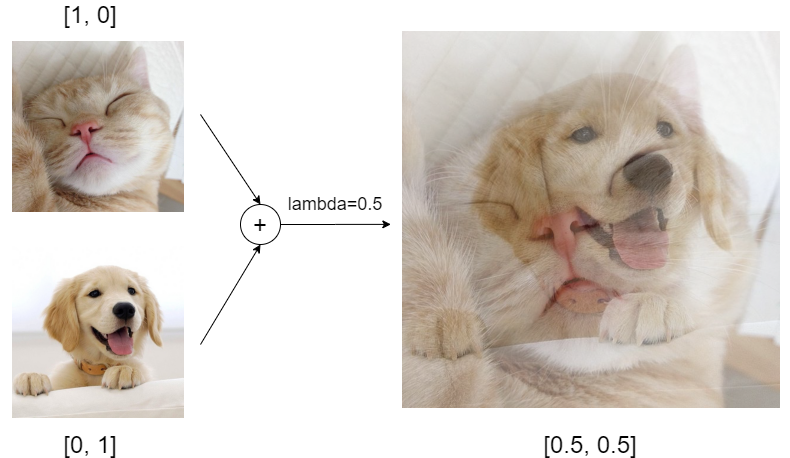 [1, 0]
lambda=0.5
+
[0, 1]
[0.5, 0.5]